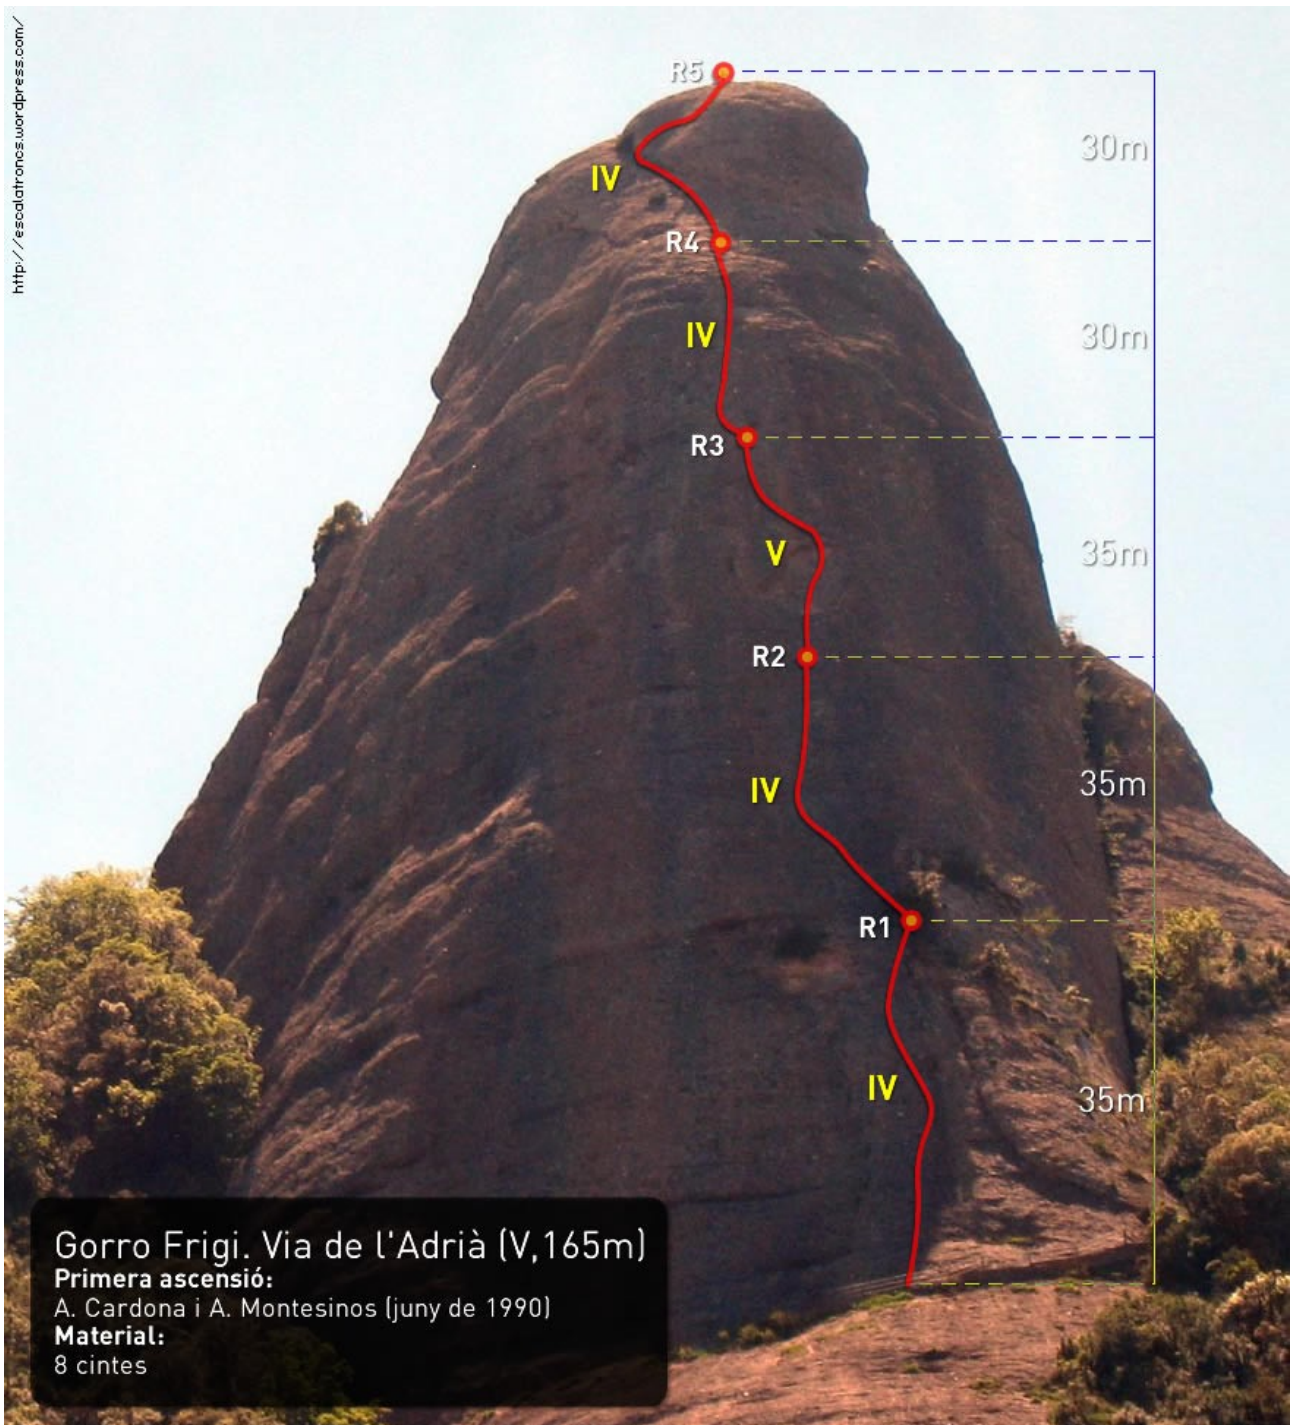 http://escalatroncs.wordpress.com/
R5
30m
IV
R4
IV
30m
R3
V
35m
R2
IV
35m
R1
IV
35m
Gorro Frigi. Via de l'Adrià (V,165m)
Primera ascensió:
A. Cardona i A. Montesinos (juny de 1990)
Material:
8 cintes